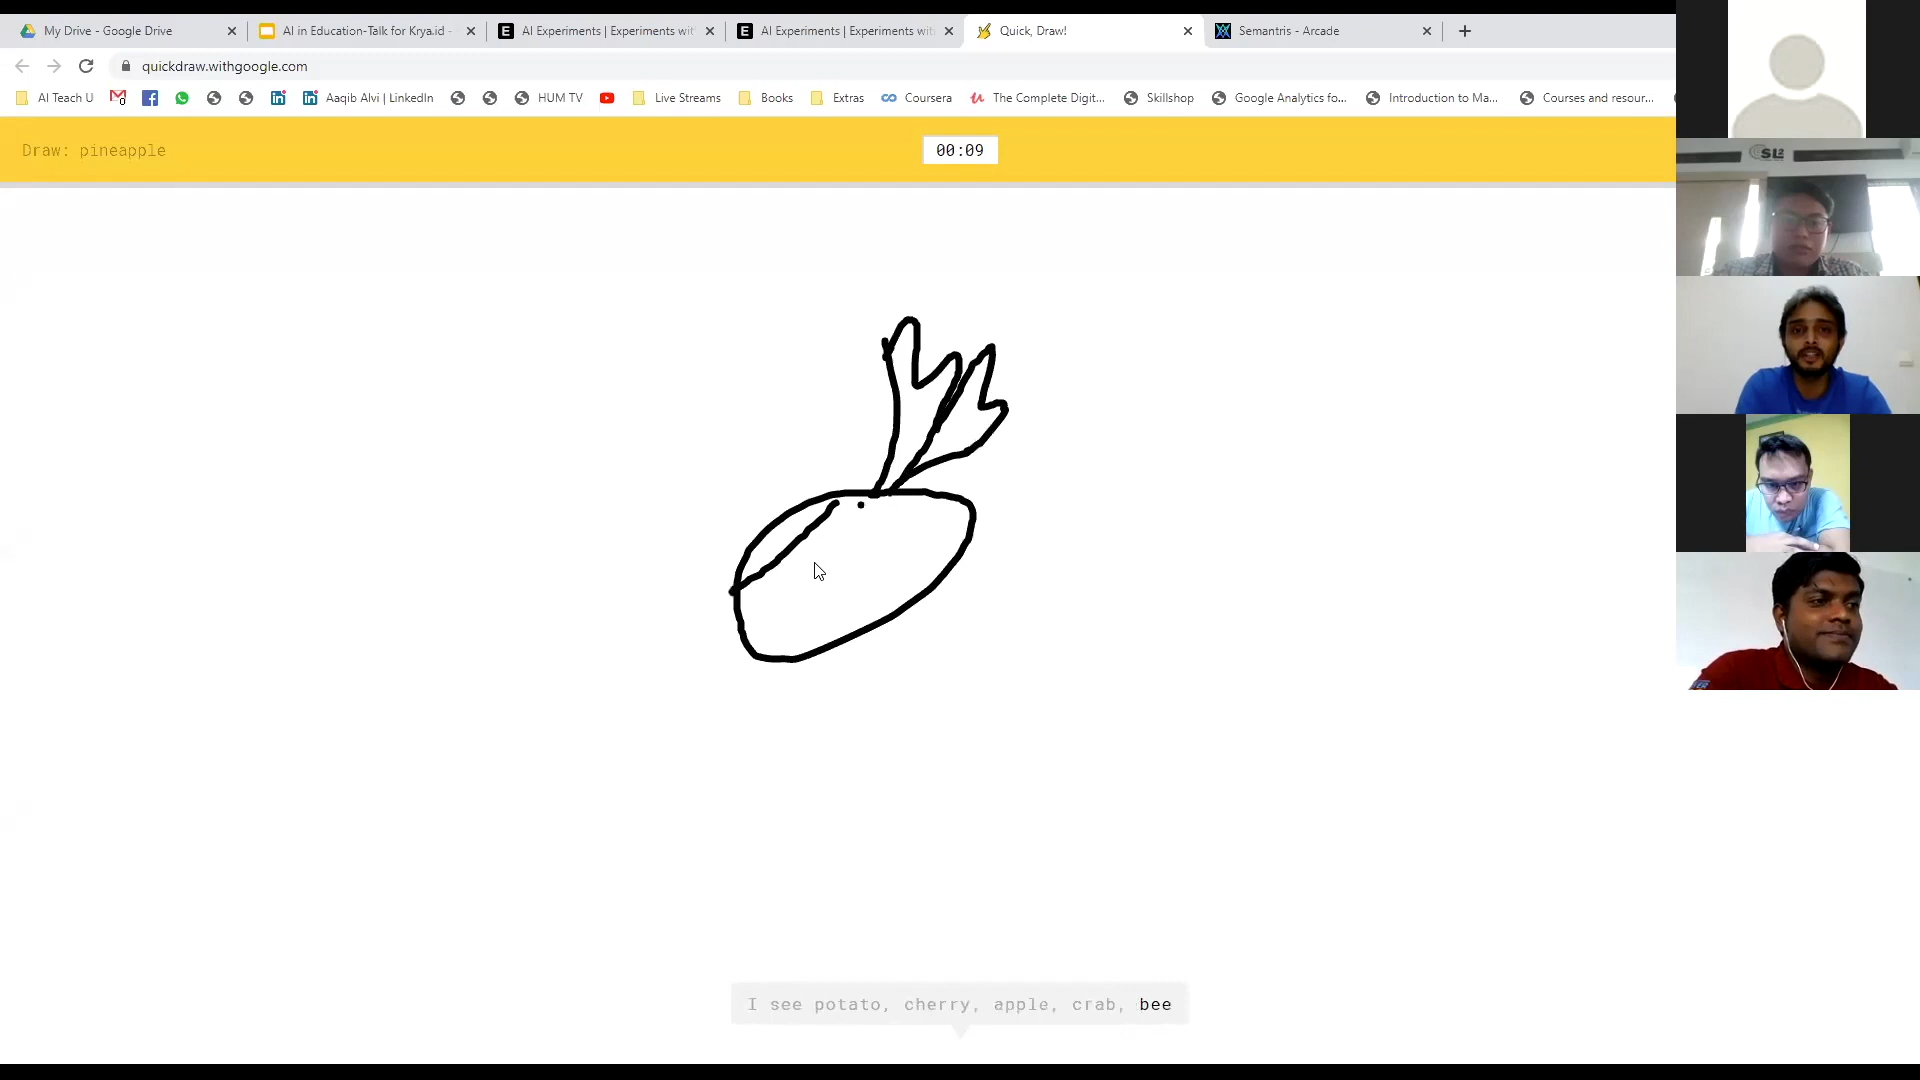 My Drive - Google Drive
AI in Education-Talk for Krya.id -
AI Experiments | Experiments wit
AI Experiments | Experiments wit
Quick, Draw!
Semantris - Arcade
quickdraw.withgoogle.com
AI Teach U
Aaqib Alvi | LinkedIn
HUM TV
Live Streams
Books
Extras
Coursera
The Complete Digit...
Skillshop
Google Analytics fo...
Introduction to Ma...
Courses and resour...
Draw: pineapple
00:09
SL²
I see potato, cherry, apple, crab, bee